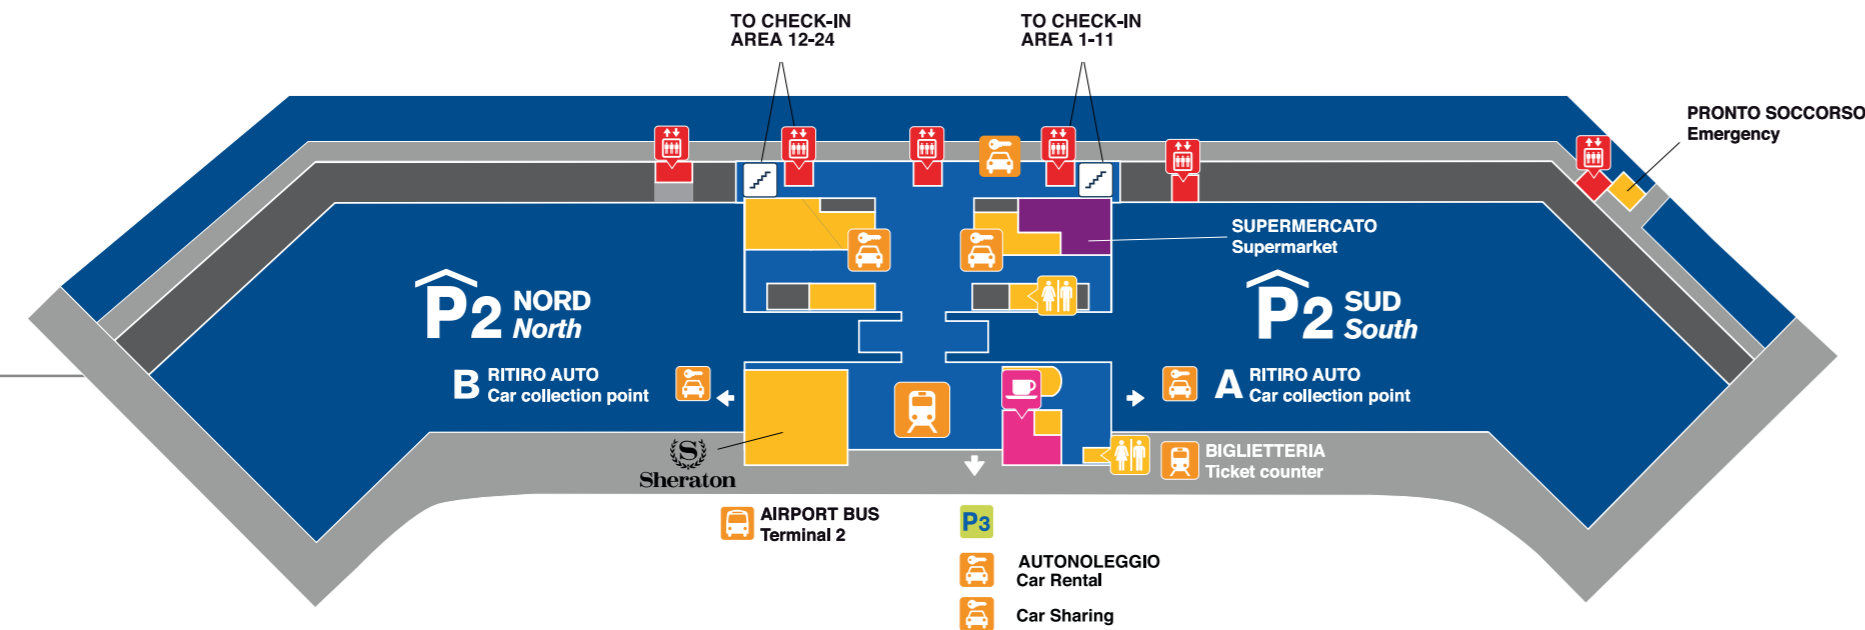 TO CHECK-IN
AREA 12-24
TO CHECK-IN
AREA 1-11
PRONTO SOCCORSO
Emergency
SUPERMERCATO
Supermarket
P2 NORD
North
P2 SUD
South
B RITIRO AUTO
Car collection point
A RITIRO AUTO
Car collection point
S
Sheraton
BIGLIETTERIA
Ticket counter
AIRPORT BUS
Terminal 2
P3
AUTONOLEGGIO
Car Rental
Car Sharing